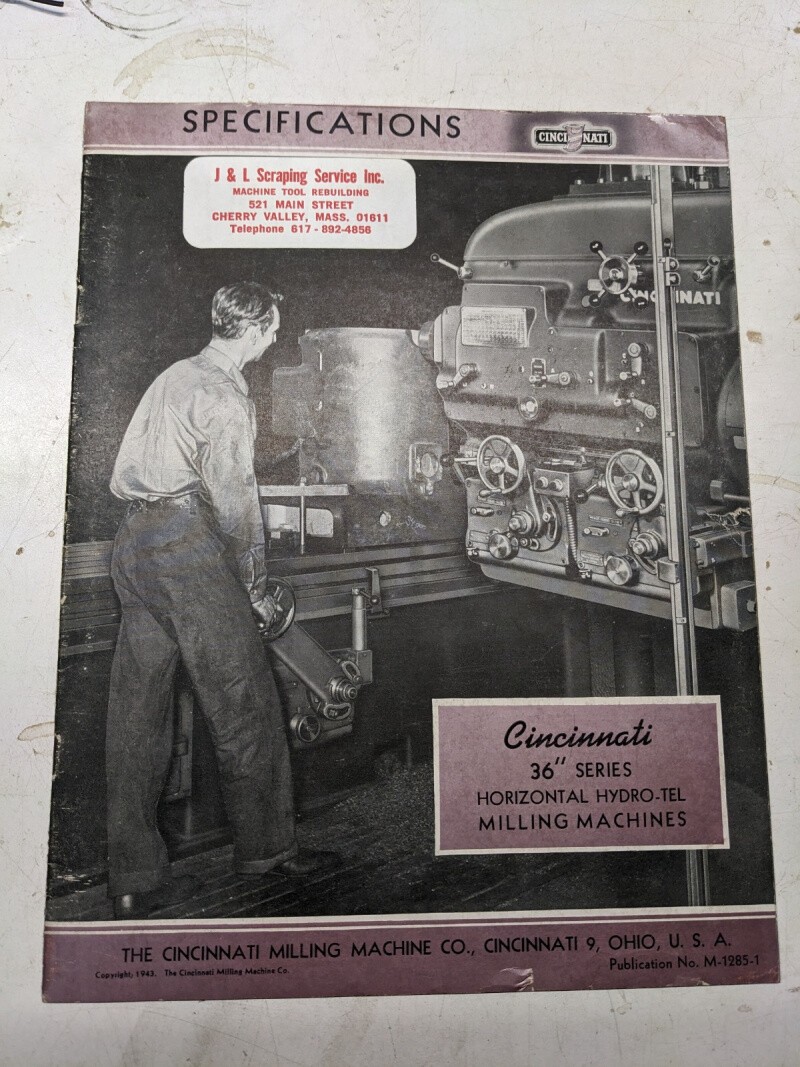 SPECIFICATIONS
CINCINNATI
J & L Scraping Service Inc.
MACHINE TOOL REBUILDING
521 MAIN STREET
CHERRY VALLEY, MASS. 01611
Telephone 617 - 892-4856
CINCINNATI
Cincinnati
36" SERIES
HORIZONTAL HYDRO-TEL
MILLING MACHINES
THE CINCINNATI MILLING MACHINE CO., CINCINNATI 9, OHIO, U. S. A.
Copyright, 1943. The Cincinnati Milling Machine Co.
Publication No. M-1285-1